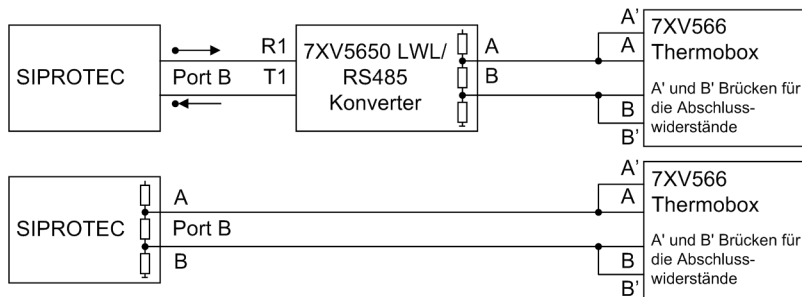 SIPROTEC
Port B
R1
T1
7XV5650 LWL/
RS485
Konverter
A
B
A'
A
B
B'
7XV566
Thermobox
A' und B' Brücken für
die Abschluss-
widerstände
SIPROTEC
A
Port B
B
A'
A
B
B'
7XV566
Thermobox
A' und B' Brücken für
die Abschluss-
widerstände